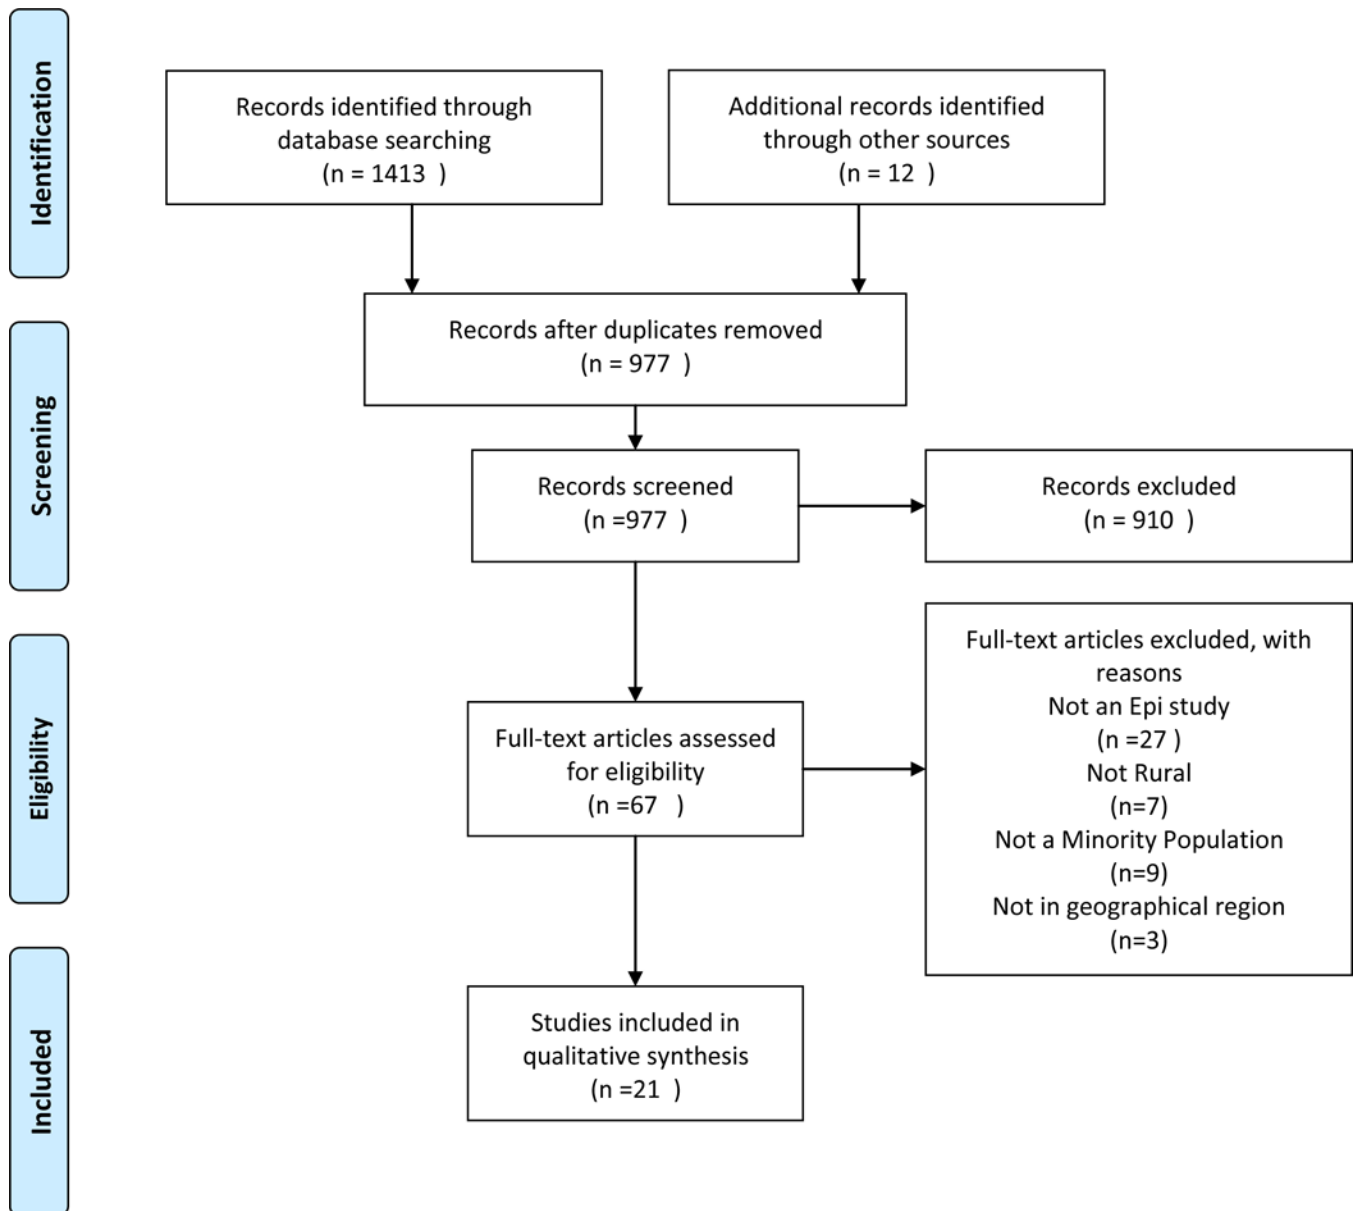 Identification
Records identified through
database searching
(n = 1413  )
Additional records identified
through other sources
(n = 12  )
Records after duplicates removed
(n = 977  )
Screening
Records screened
(n =977  )
Records excluded
(n = 910  )
Eligibility
Full-text articles assessed
for eligibility
(n =67  )
Full-text articles excluded, with
reasons
Not an Epi study
(n =27 )
Not Rural
(n=7)
Not a Minority Population
(n=9)
Not in geographical region
(n=3)
Included
Studies included in
qualitative synthesis
(n =21  )